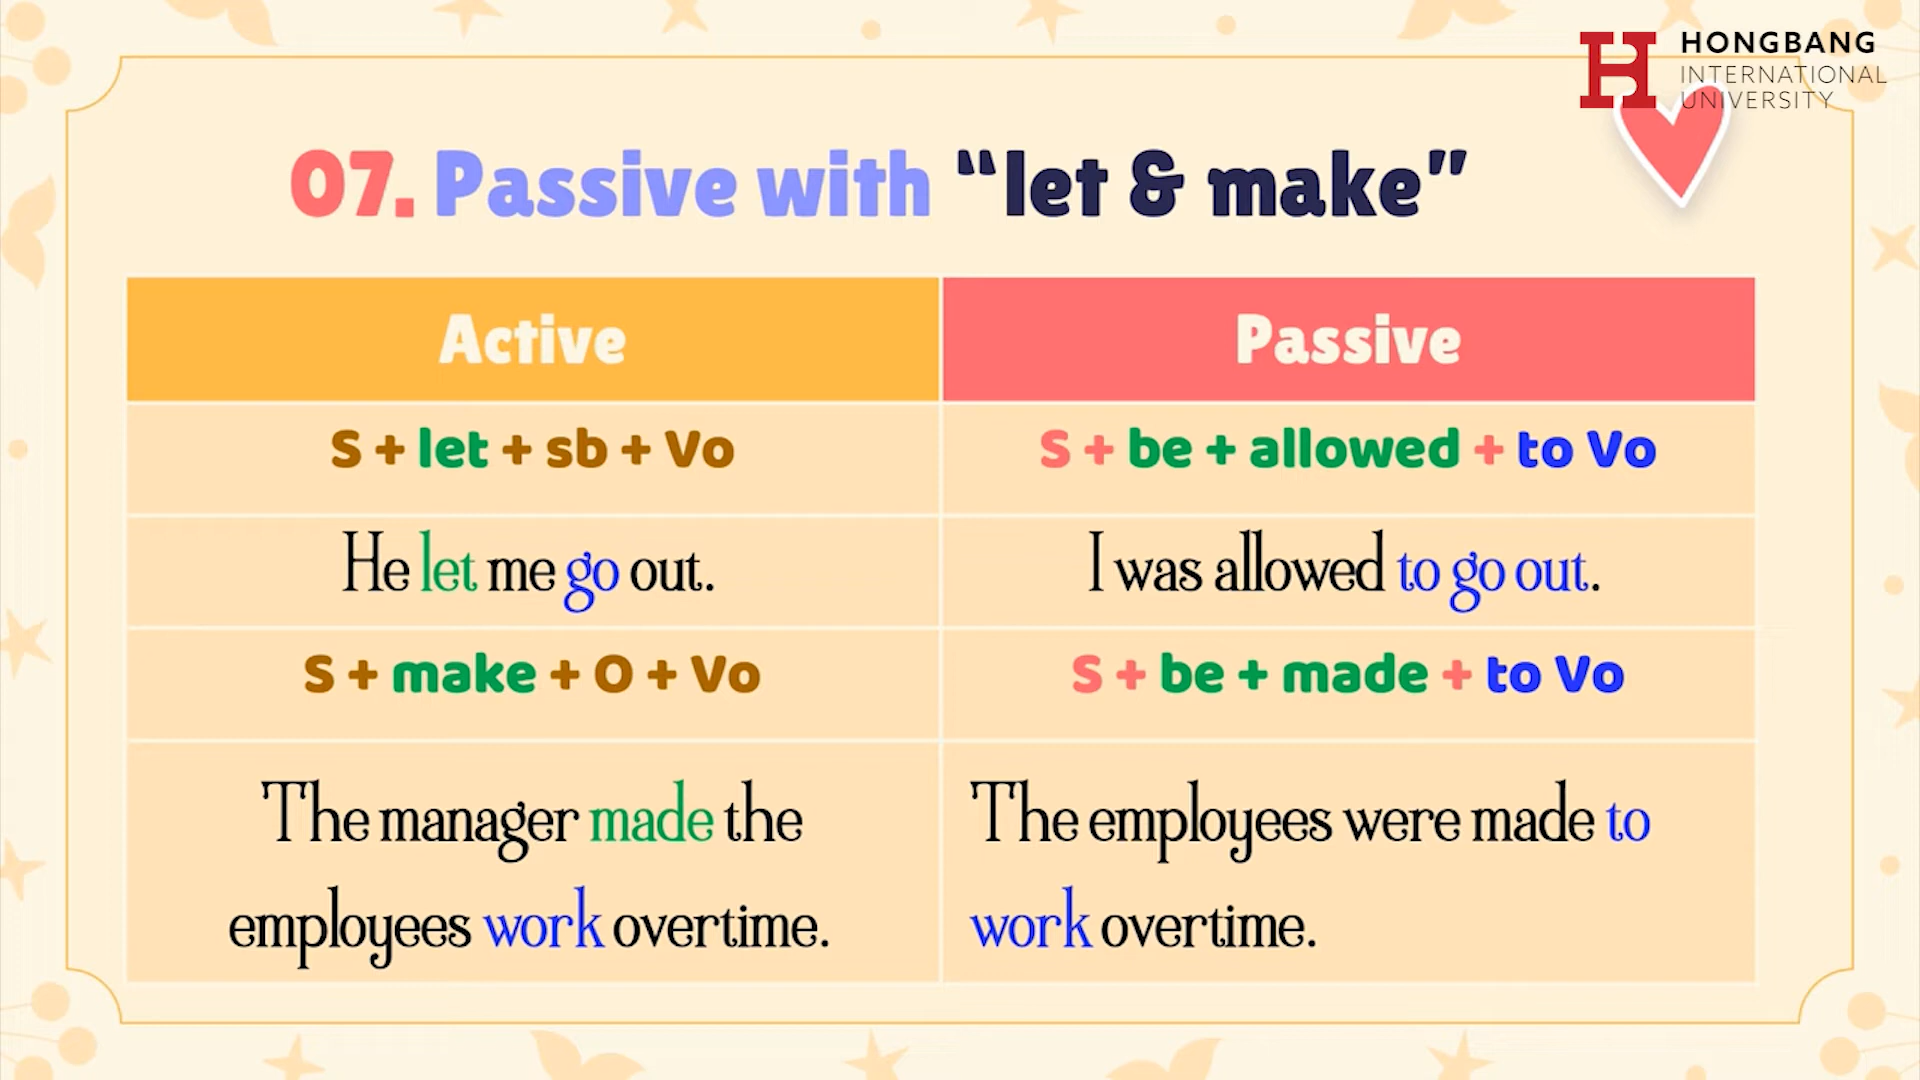 HONGBANG
INTERNATIONAL
UNIVERSITY
07. Passive with “let & make”
Active
Passive
S + let + sb + Vo
S + be + allowed + to Vo
He let me go out.
I was allowed to go out.
S + make + O + Vo
S + be + made + to Vo
The manager made the
employees work overtime.
The employees were made to
work overtime.